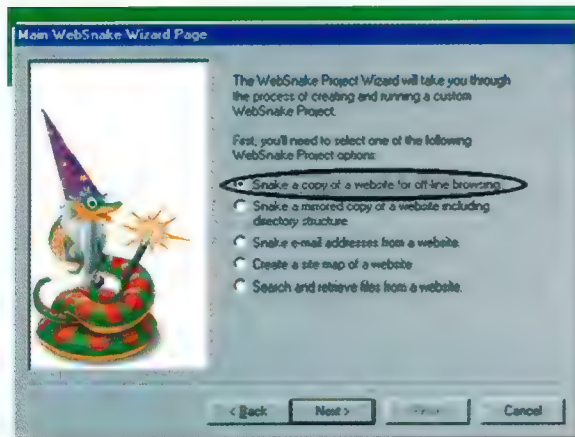 Main WebSnake Wizard Page
The WebSnake Project Wizard will take you through
the process of creating and running a custom
WebSnake Project.
First, you'll need to select one of the following
WebSnake Project options:
Snake a copy of a website for off-line browsing.
Snake a mirrored copy of a website including
directory structure
Snake e-mail addresses from a website.
Create a site map of a website
Search and retrieve files from a website.
< Back
Next >
Cancel